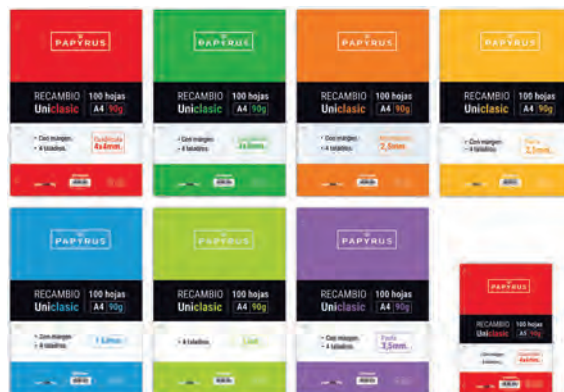 PAPYRUS
RECAMBIO 100 hojas
Uniclasic A4 90g
• Con margen.
• 4 taladros.
Cuadrícula
4x4mm.
PAPYRUS
RECAMBIO 100 hojas
Uniclasic A4 90g
• Con margen.
• 4 taladros.
PAPYRUS
RECAMBIO 100 hojas
Uniclasic A4 90g
• Con margen.
• 4 taladros.
2,5mm.
PAPYRUS
RECAMBIO 100 hojas
Uniclasic A4 90g
• Con margen.
• 4 taladros.
Pauta
2,5mm.
PAPYRUS
RECAMBIO 100 hojas
Uniclasic A4 90g
• Con margen.
• 4 taladros.
PAPYRUS
RECAMBIO 100 hojas
Uniclasic A4 90g
• 4 taladros.
PAPYRUS
RECAMBIO 100 hojas
Uniclasic A4 90g
• Con margen.
• 4 taladros.
Pauta
3,5mm.
PAPYRUS
RECAMBIO 100 hojas
Uniclasic
4x4mm.